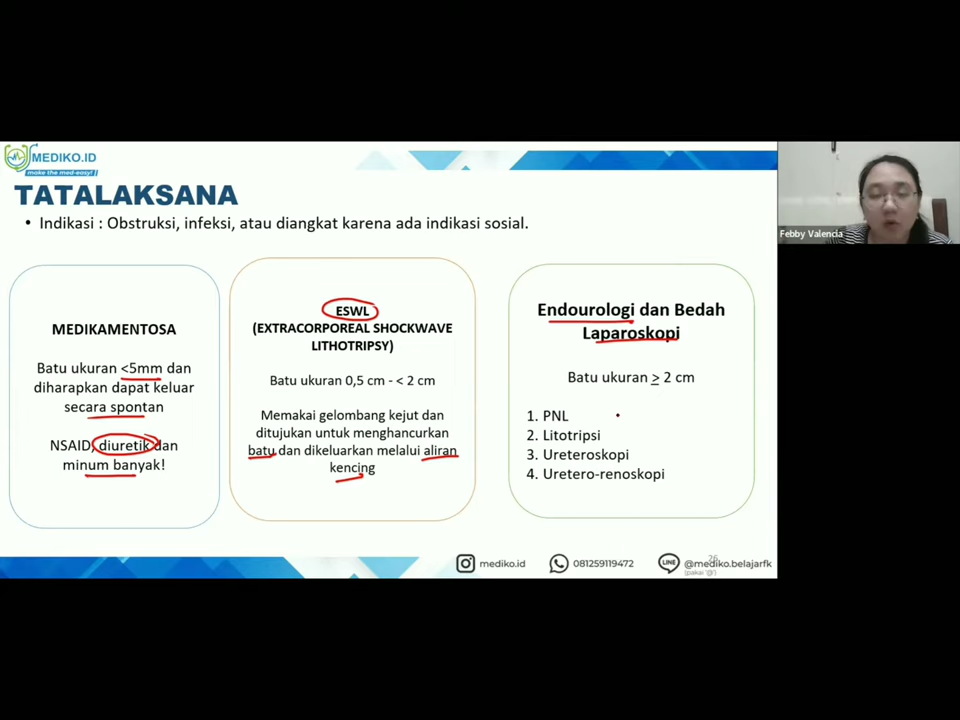 MEDIKO.ID
make the med-easy!
TATALAKSANA
• Indikasi : Obstruksi, infeksi, atau diangkat karena ada indikasi sosial.
MEDIKAMENTOSA
Batu ukuran <5mm dan
diharapkan dapat keluar
secara spontan
NSAID, diuretik dan
minum banyak!
ESWL
(EXTRACORPOREAL SHOCKWAVE
LITHOTRIPSY)
Batu ukuran 0,5 cm - < 2 cm
Memakai gelombang kejut dan
ditujukan untuk menghancurkan
batu dan dikeluarkan melalui aliran
kencing
Endourologi dan Bedah
Laparoskopi
Batu ukuran ≥ 2 cm
1. PNL
2. Litotripsi
3. Ureteroskopi
4. Uretero-renoskopi
mediko.id
081259119472
LINE
@mediko.belajarfk
(pakai '@')
26
Febby Valencia